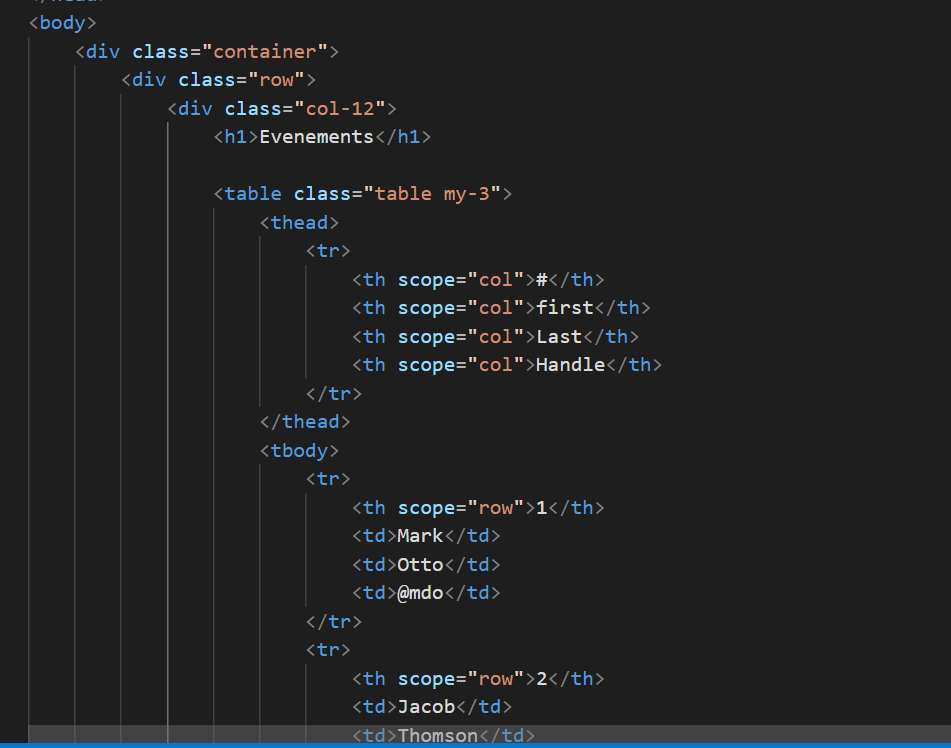 <body>
<div class="container">
<div class="row">
<div class="col-12">
<h1>Evenements</h1>
<table class="table my-3">
<thead>
<tr>
<th scope="col">#</th>
<th scope="col">first</th>
<th scope="col">Last</th>
<th scope="col">Handle</th>
</tr>
</thead>
<tbody>
<tr>
<th scope="row">1</th>
<td>Mark</td>
<td>Otto</td>
<td>@mdo</td>
</tr>
<tr>
<th scope="row">2</th>
<td>Jacob</td>
<td>Thomson</td>